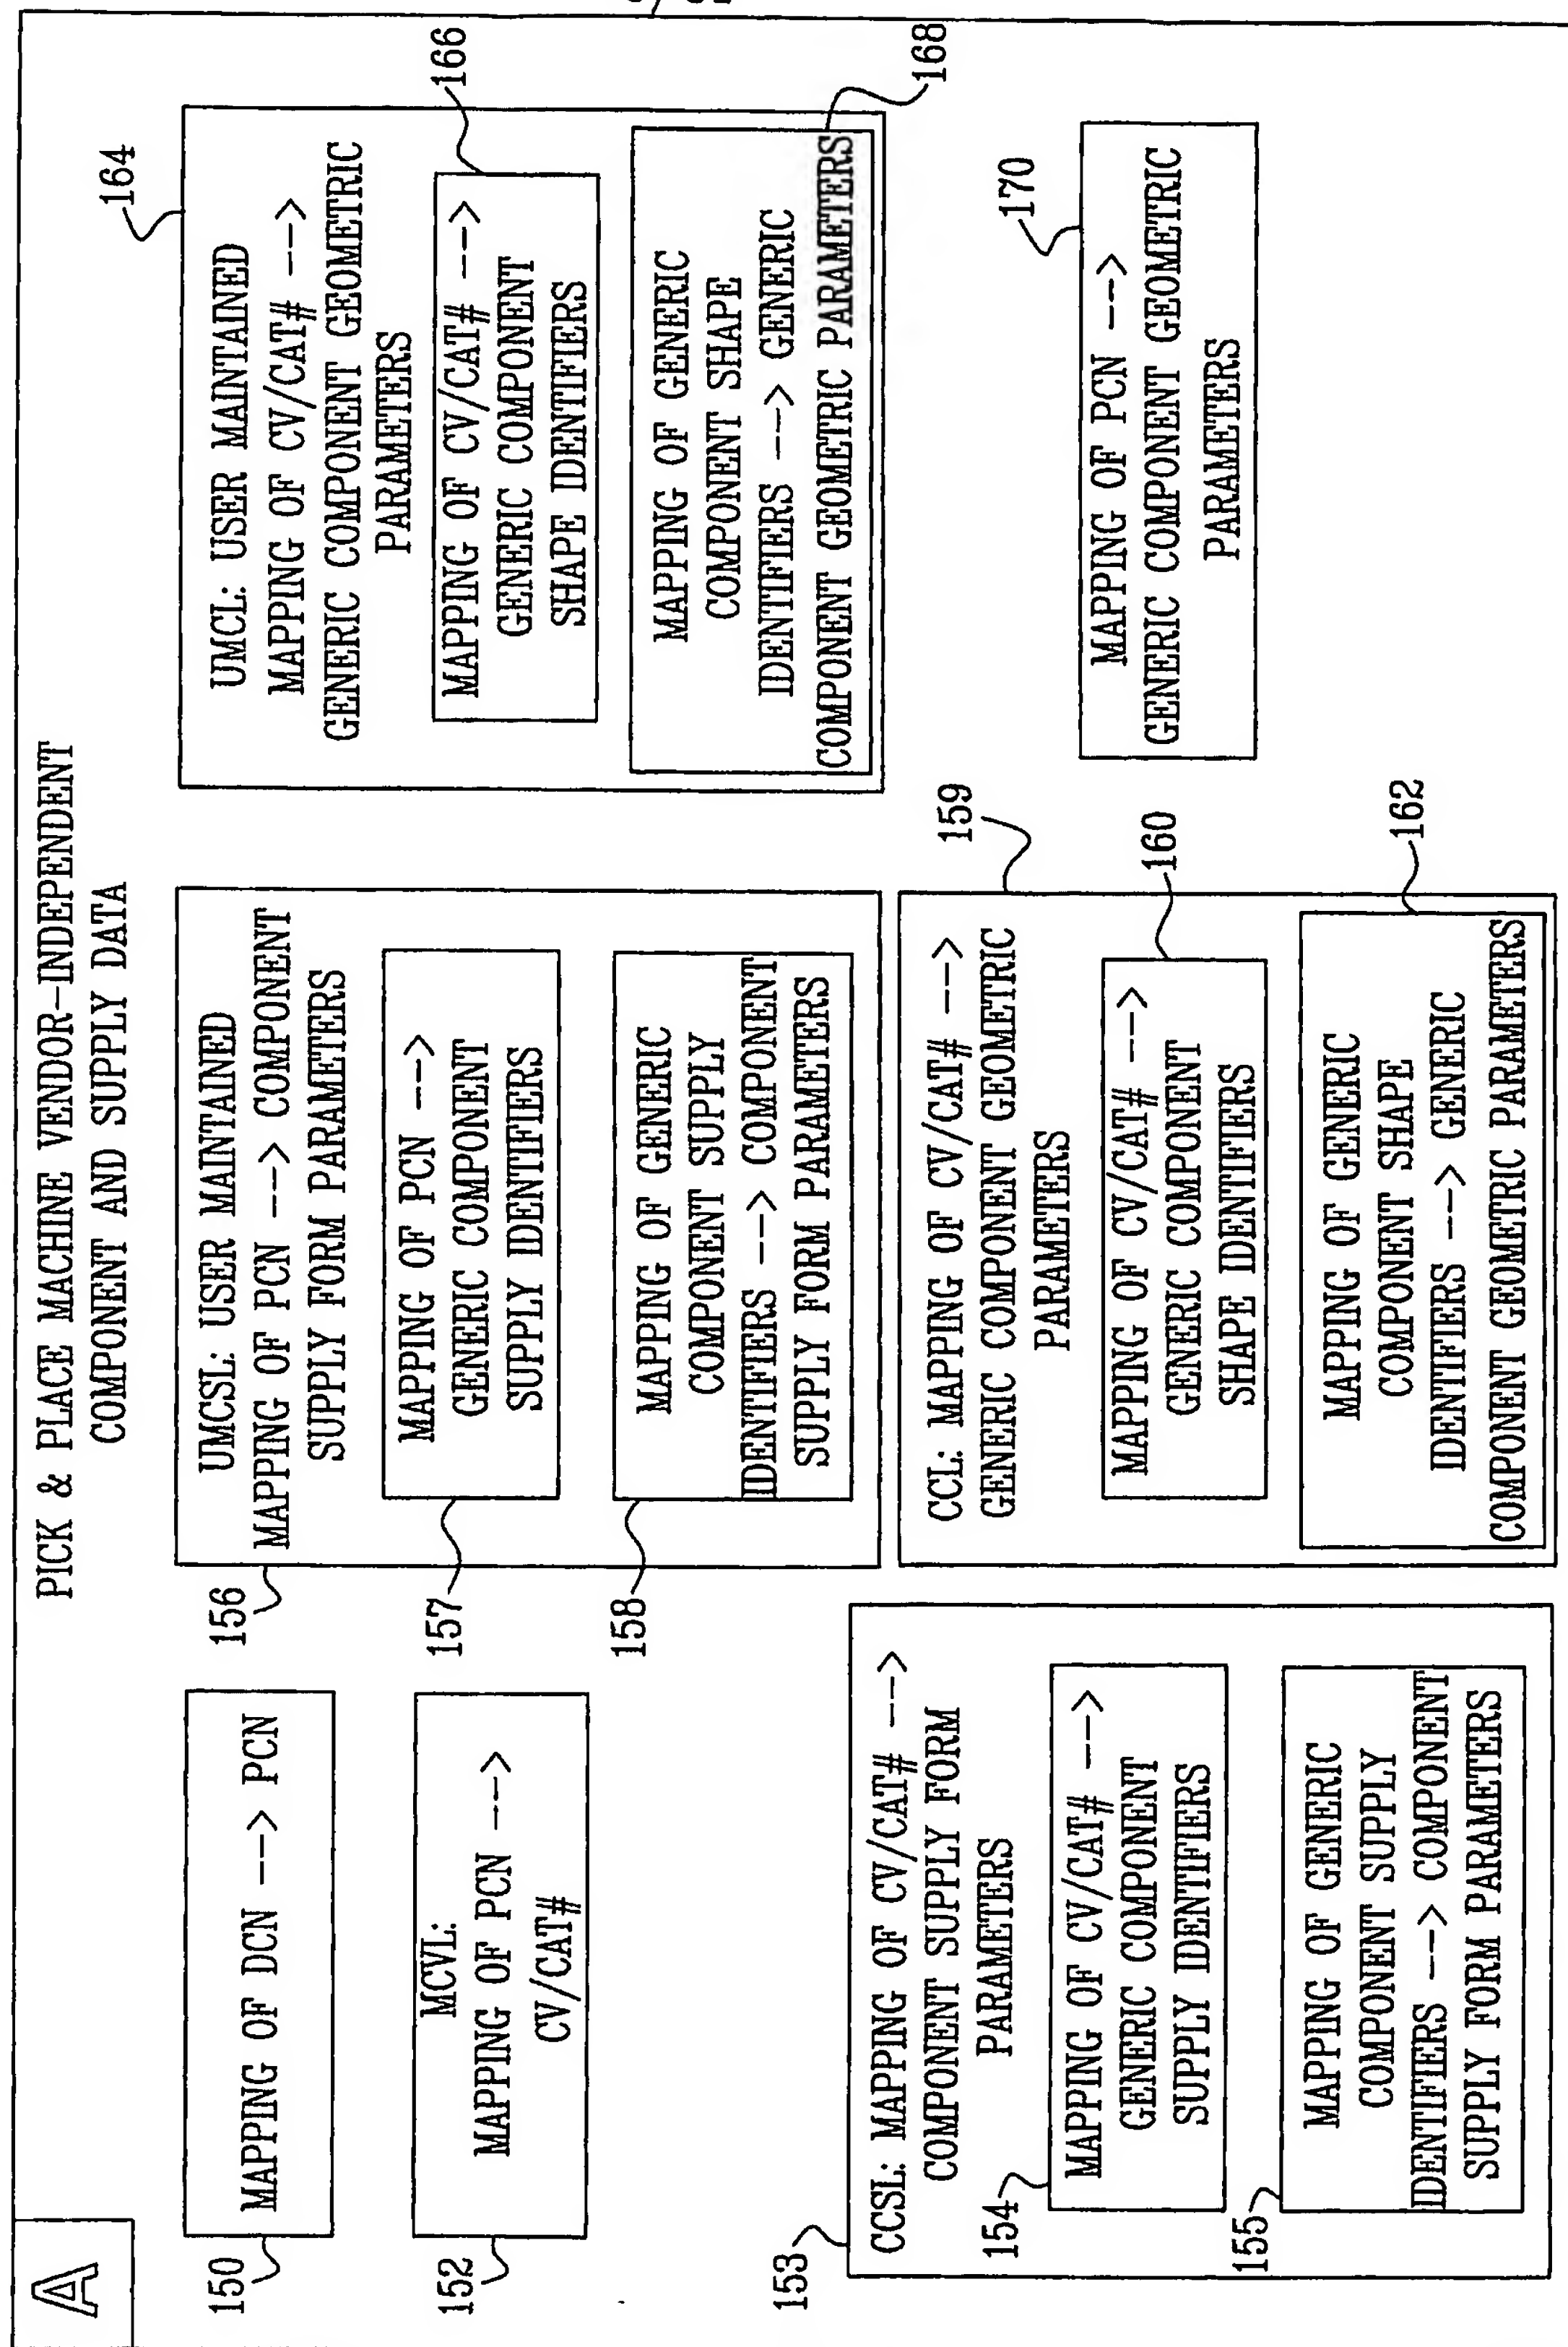 A
PICK & PLACE MACHINE VENDOR-INDEPENDENT
COMPONENT AND SUPPLY DATA
150
MAPPING OF DCN --> PCN
152
MCVL:
MAPPING OF PCN -->
CV/CAT#
153
CCSL: MAPPING OF CV/CAT# -->
COMPONENT SUPPLY FORM
PARAMETERS
154
MAPPING OF CV/CAT# -->
GENERIC COMPONENT
SUPPLY IDENTIFIERS
155
MAPPING OF GENERIC
COMPONENT SUPPLY
IDENTIFIERS --> COMPONENT
SUPPLY FORM PARAMETERS
156
UMCSL: USER MAINTAINED
MAPPING OF PCN --> COMPONENT
SUPPLY FORM PARAMETERS
157
MAPPING OF PCN -->
GENERIC COMPONENT
SUPPLY IDENTIFIERS
158
MAPPING OF GENERIC
COMPONENT SUPPLY
IDENTIFIERS --> COMPONENT
SUPPLY FORM PARAMETERS
159
CCL: MAPPING OF CV/CAT# -->
GENERIC COMPONENT GEOMETRIC
PARAMETERS
160
MAPPING OF CV/CAT# -->
GENERIC COMPONENT
SHAPE IDENTIFIERS
162
MAPPING OF GENERIC
COMPONENT SHAPE
IDENTIFIERS --> GENERIC
COMPONENT GEOMETRIC PARAMETERS
164
UMCL: USER MAINTAINED
MAPPING OF CV/CAT# -->
GENERIC COMPONENT GEOMETRIC
PARAMETERS
166
MAPPING OF CV/CAT# -->
GENERIC COMPONENT
SHAPE IDENTIFIERS
168
MAPPING OF GENERIC
COMPONENT SHAPE
IDENTIFIERS --> GENERIC
COMPONENT GEOMETRIC PARAMETERS
170
MAPPING OF PCN -->
GENERIC COMPONENT GEOMETRIC
PARAMETERS